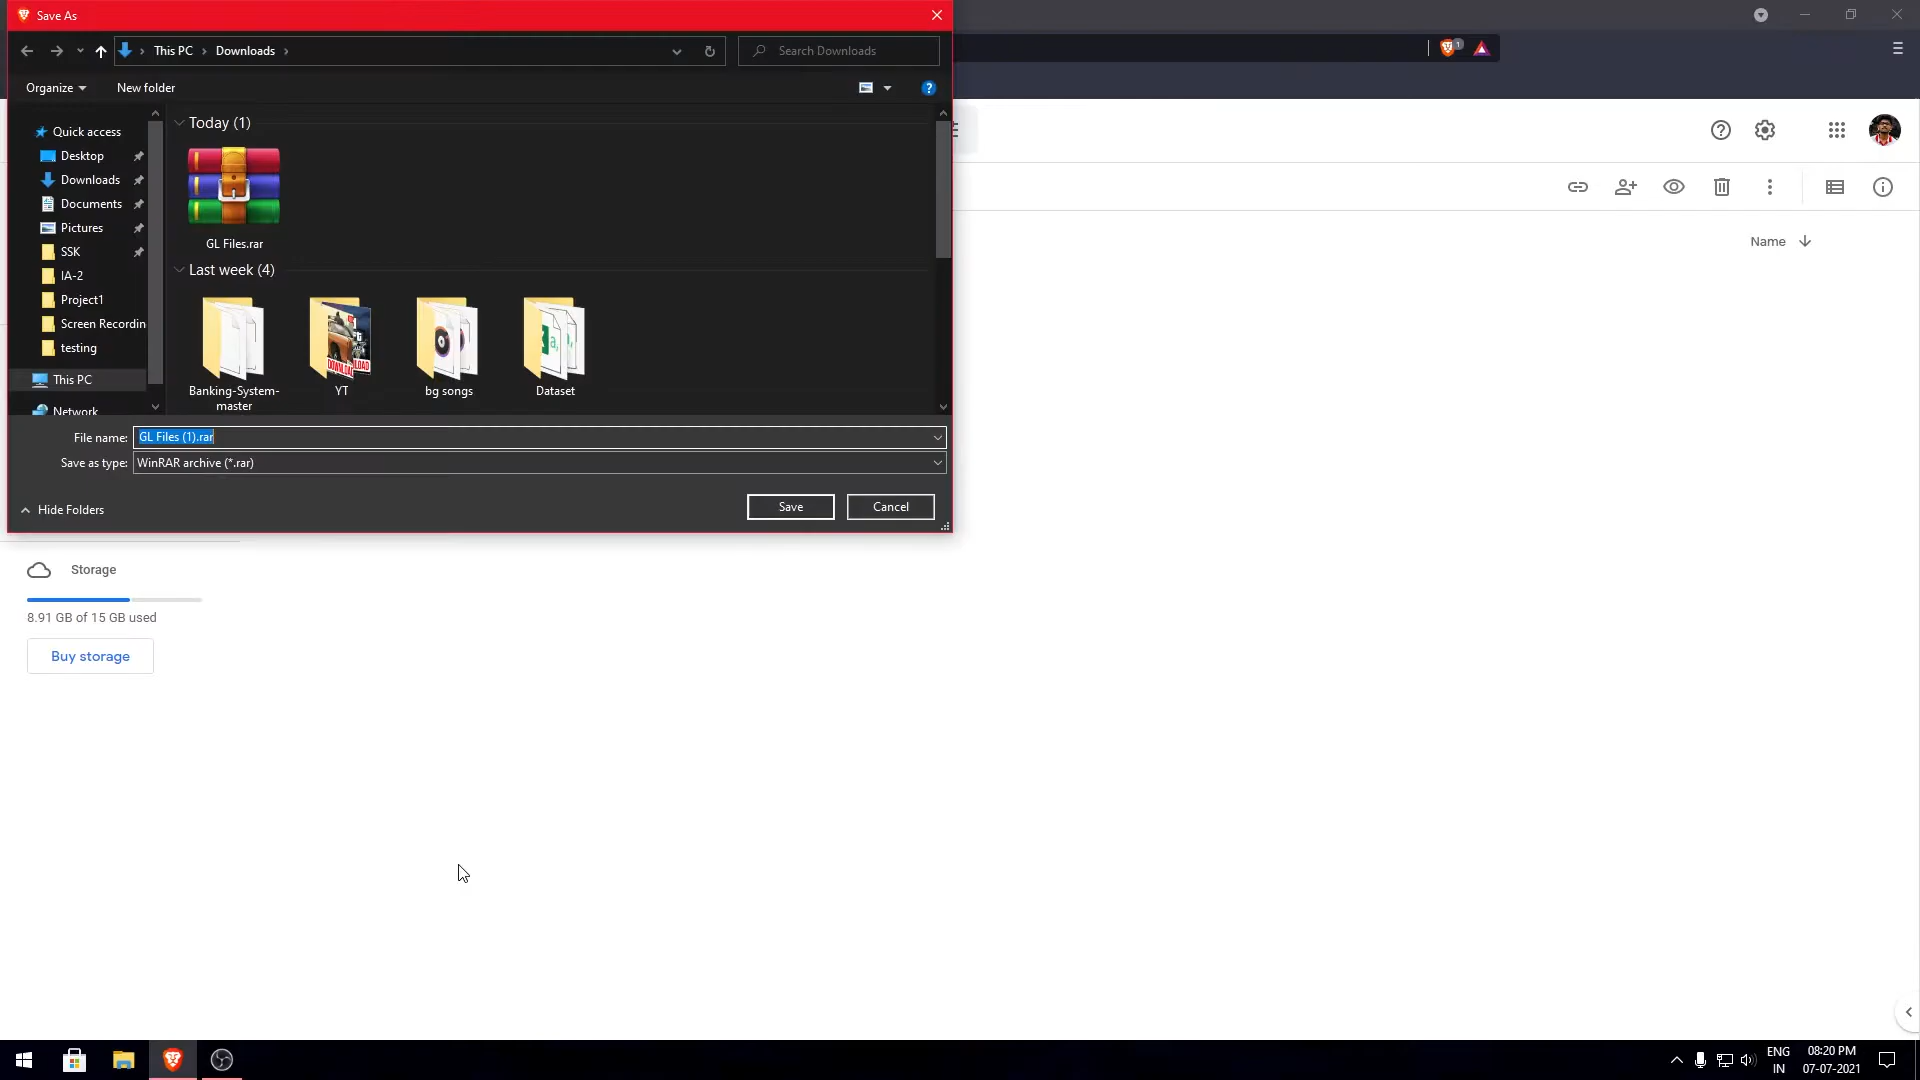 Save As
This PC > Downloads >
Search Downloads
1
Organize
New folder
?
Quick access
Desktop
Downloads
Documents
Pictures
SSK
IA-2
Project1
Screen Recordin
testing
This PC
Network
Today (1)
GL Files.rar
Last week (4)
Banking-System-
master
YT
bg songs
Dataset
File name: GL Files (1).rar
Save as type: WinRAR archive (*.rar)
Hide Folders
Save
Cancel
Name
Storage
8.91 GB of 15 GB used
Buy storage
ENG
IN
08:20 PM
07-07-2021